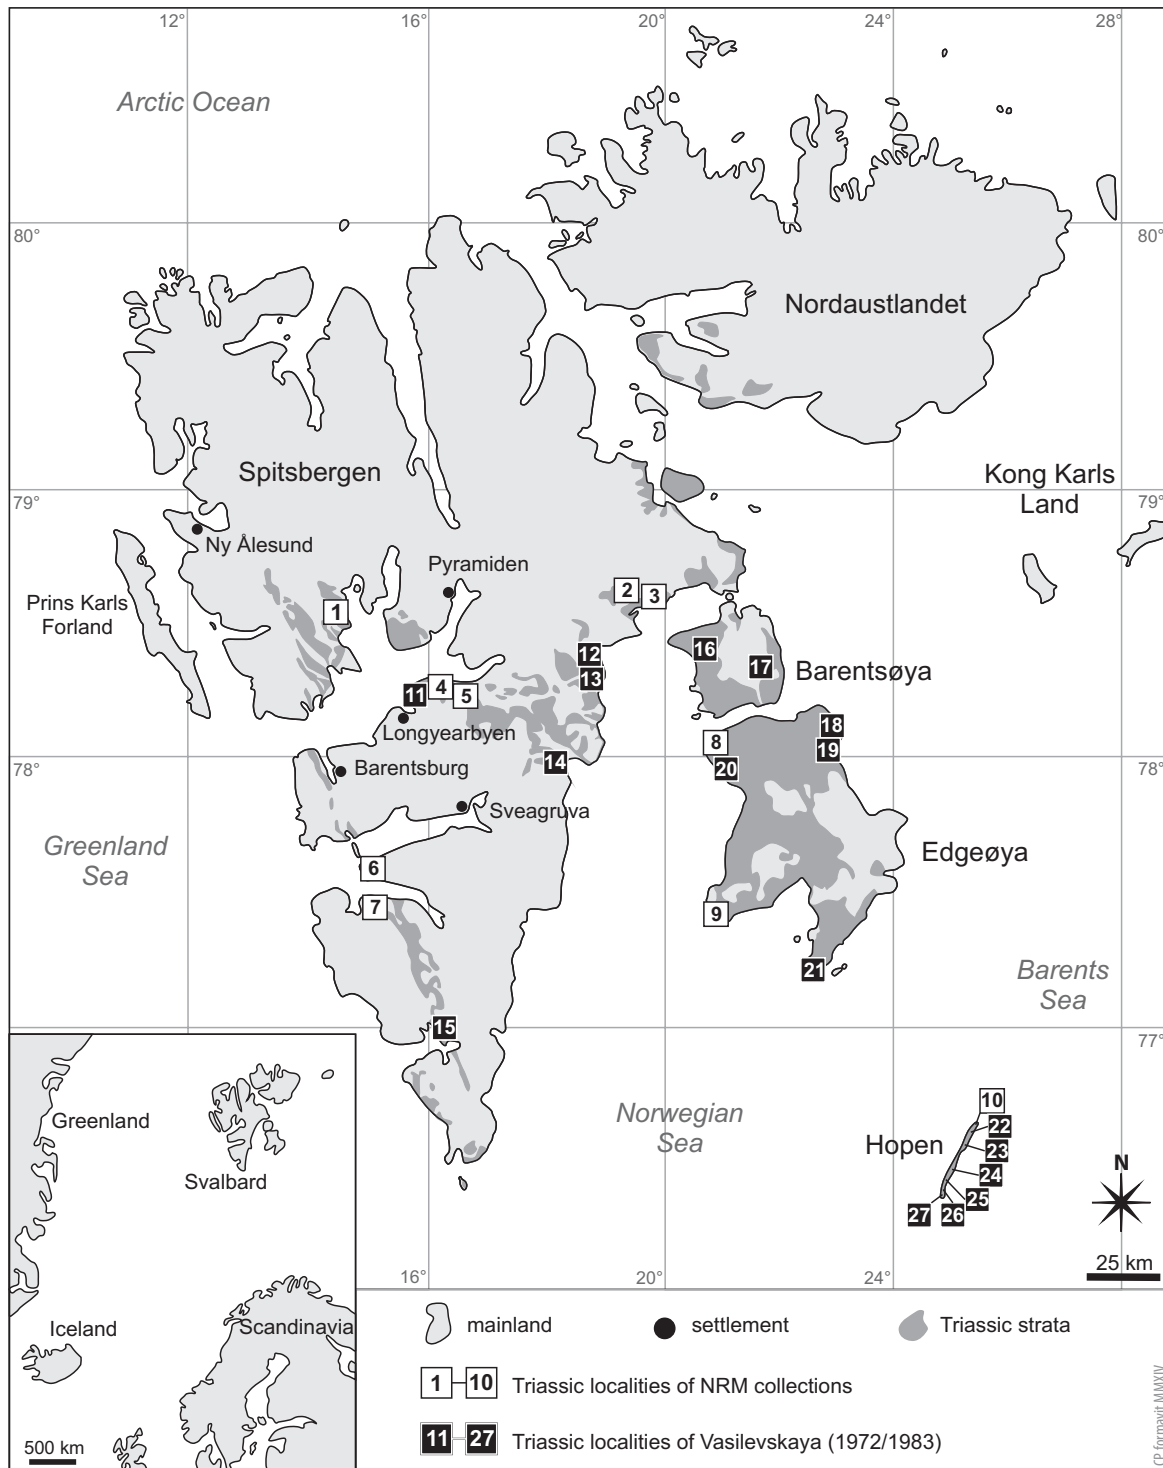 12°
16°
20°
24°
28°
Arctic Ocean
80°
80°
Nordaustlandet
Spitsbergen
Kong Karls
Land
79°
79°
Ny Ålesund
Pyramiden
Prins Karls
Forland
1
2
3
12
13
16
17
Barentsøya
11
4
5
Longyearbyen
18
8
19
78°
78°
14
20
Barentsburg
Sveagruva
Greenland
Sea
Edgeøya
6
7
9
21
Barents
Sea
15
77°
Norwegian
Sea
10
Hopen
22
23
24
25
26
27
N
25 km
16°
20°
24°
Greenland
Svalbard
Iceland
Scandinavia
500 km
mainland
settlement
Triassic strata
1 10 Triassic localities of NRM collections
11 27 Triassic localities of Vasilevskaya (1972/1983)
CP formavit MMXIV